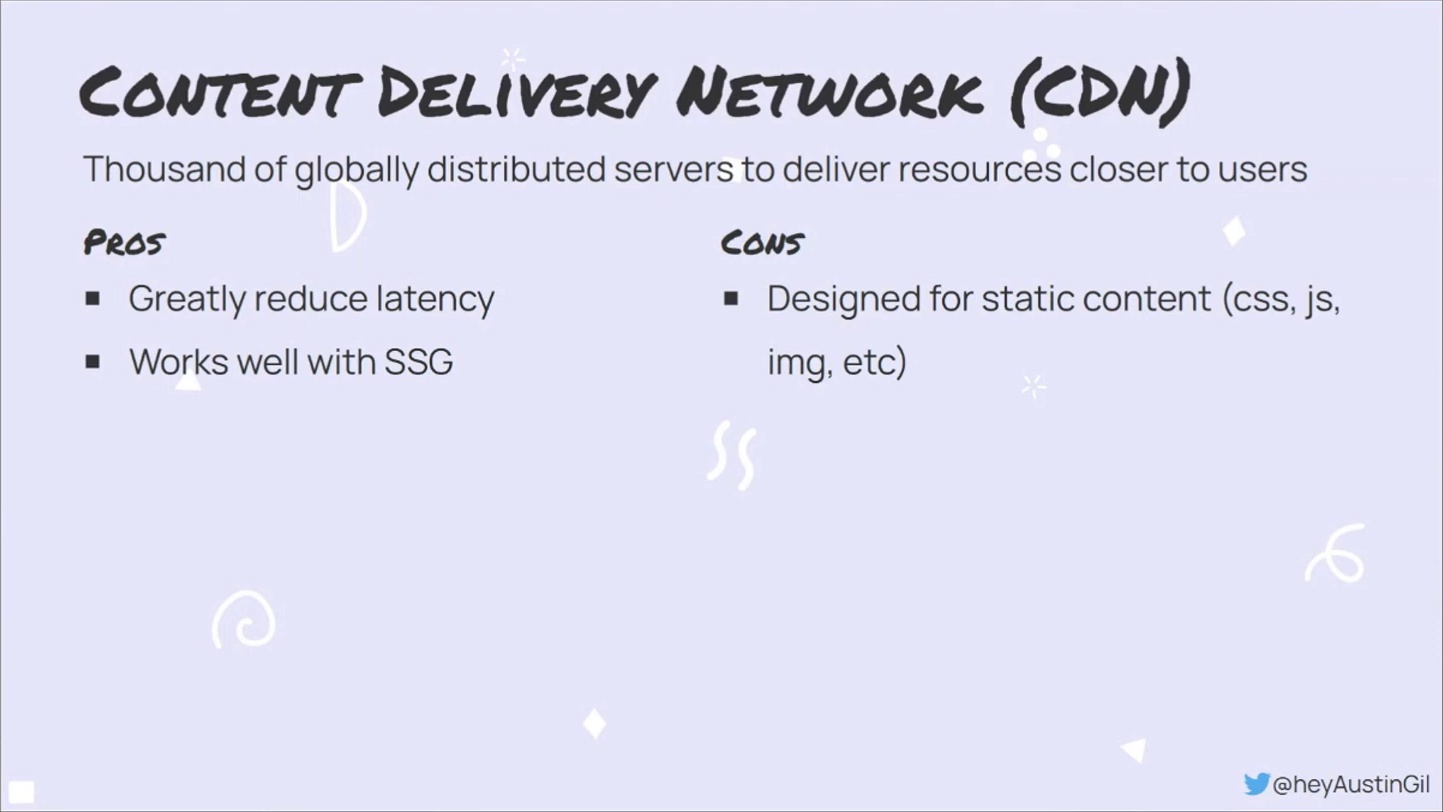 Content Delivery Network (CDN)
Thousand of globally distributed servers to deliver resources closer to users
Pros
▪ Greatly reduce latency
▪ Works well with SSG
Cons
▪ Designed for static content (css, js,
img, etc)
@heyAustinGil